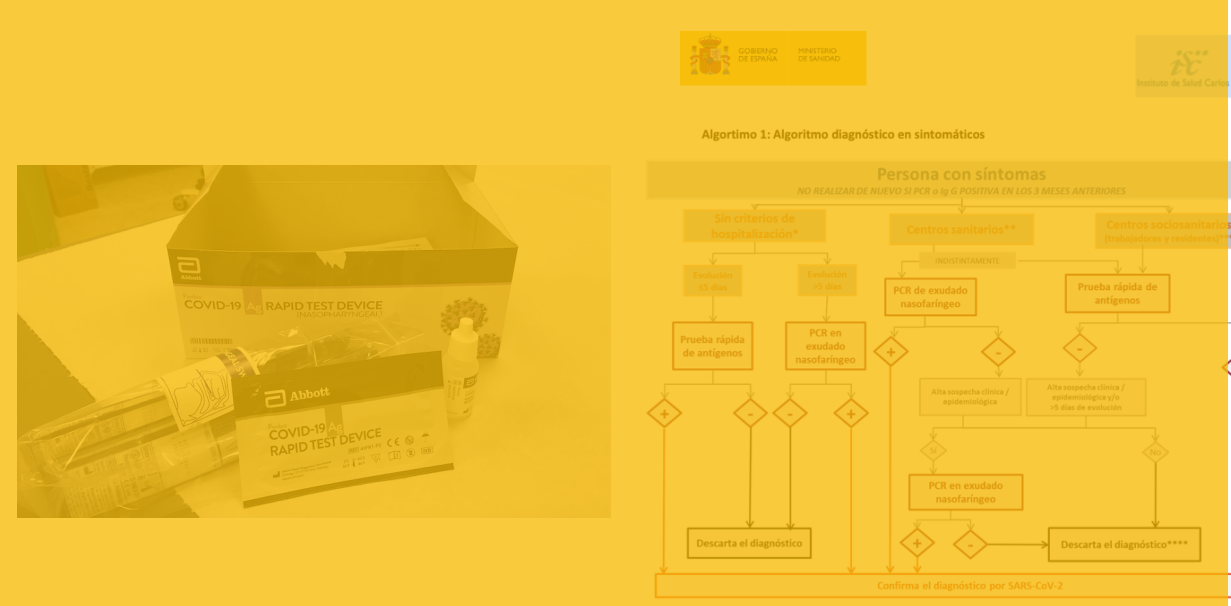 Abbott
Panbio
COVID-19 Ag RAPID TEST DEVICE
(NASOPHARYNGEAL)
Abbott
Panbio
COVID-19 Ag
RAPID TEST DEVICE
GOBIERNO
DE ESPAÑA
MINISTERIO
DE SANIDAD
Instituto de Salud Carlos
Algortimo 1: Algoritmo diagnóstico en sintomáticos
Persona con síntomas
NO REALIZAR DE NUEVO SI PCR o Ig G POSITIVA EN LOS 3 MESES ANTERIORES
Sin criterios de
hospitalización*
Centros sanitarios**
Centros sociosanitarios
(trabajadores y residentes)**
INDISTINTAMENTE
Evolución
≤5 días
Evolución
>5 días
PCR de exudado
nasofaríngeo
Prueba rápida de
antígenos
Prueba rápida
de antígenos
PCR en
exudado
nasofaríngeo
+
-
-
Alta sospecha clínica /
epidemiológica
Alta sospecha clínica /
epidemiológica y/o
>5 días de evolución
+
-
-
+
Sí
No
PCR en exudado
nasofaríngeo
+
-
Descarta el diagnóstico
Descarta el diagnóstico****
Confirma el diagnóstico por SARS-CoV-2